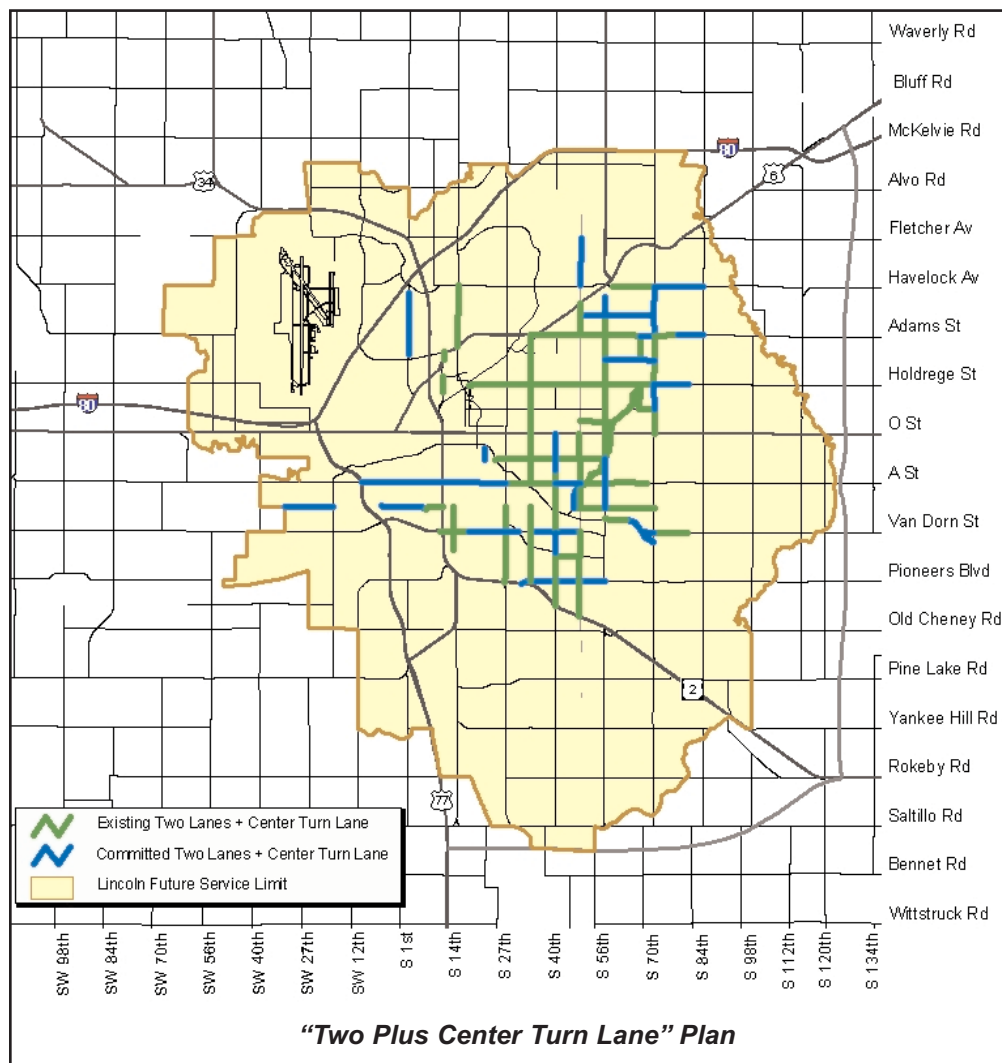 Waverly Rd
Bluff Rd
McKelvie Rd
80
6
34
Alvo Rd
Fletcher Av
Havelock Av
Adams St
Holdrege St
80
O St
A St
Van Dorn St
Pioneers Blvd
Old Cheney Rd
Pine Lake Rd
2
Yankee Hill Rd
Rokeby Rd
77
Saltillo Rd
Bennet Rd
Wittstruck Rd
Existing Two Lanes + Center Turn Lane
Committed Two Lanes + Center Turn Lane
Lincoln Future Service Limit
SW 98th
SW 84th
SW 70th
SW 56th
SW 40th
SW 27th
SW 12th
S 1st
S 14th
S 27th
S 40th
S 56th
S 70th
S 84th
S 98th
S 112th
S 120th
S 134th
“Two Plus Center Turn Lane” Plan